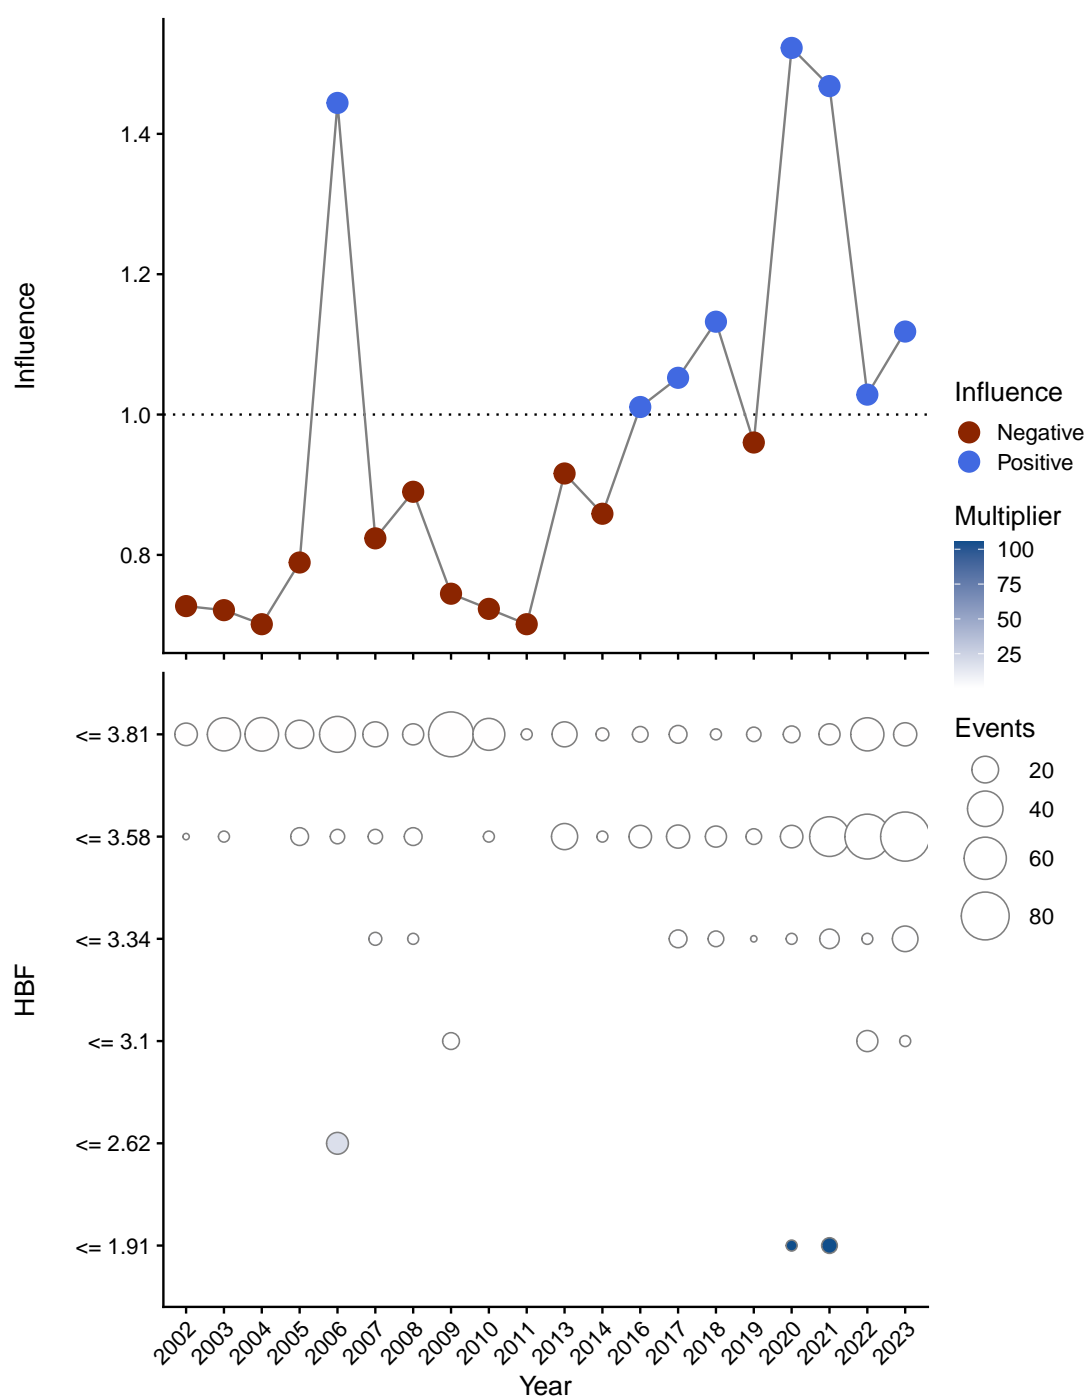 Influence
1.4
1.2
1.0
0.8
Influence
Negative
Positive
Multiplier
100
75
50
25
Events
20
40
60
80
HBF
<= 3.81
<= 3.58
<= 3.34
<= 3.1
<= 2.62
<= 1.91
2002 2003 2004 2005 2006 2007 2008 2009 2010 2011 2013 2014 2016 2017 2018 2019 2020 2021 2022 2023
Year